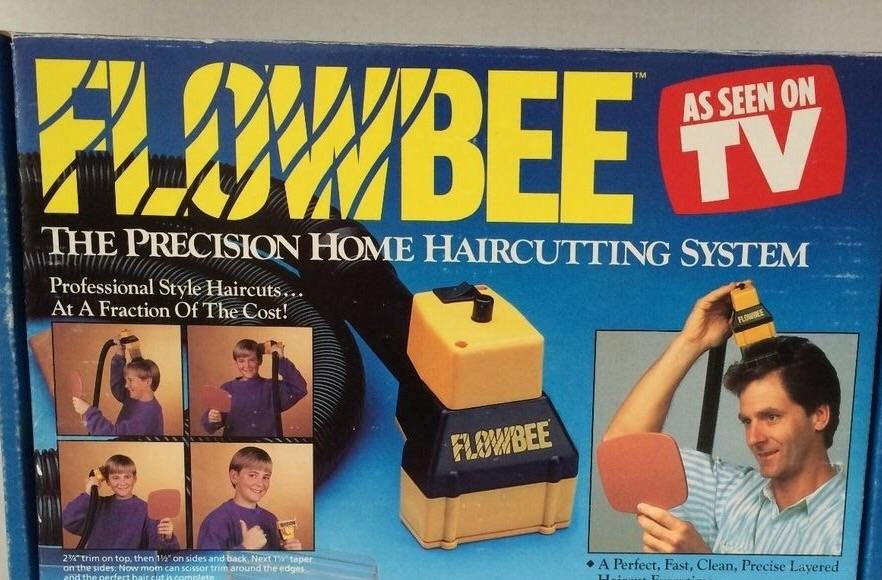 FLOWBEE™
AS SEEN ON
TV
THE PRECISION HOME HAIRCUTTING SYSTEM
Professional Style Haircuts...
At A Fraction Of The Cost!
FLOWBEE
FLOWBEE
2¾" trim on top, then 1½" on sides and back. Next 1½" taper
on the sides. Now mom can scissor trim around the edges
and the perfect hair cut is complete
◆ A Perfect, Fast, Clean, Precise Layered
Haircut